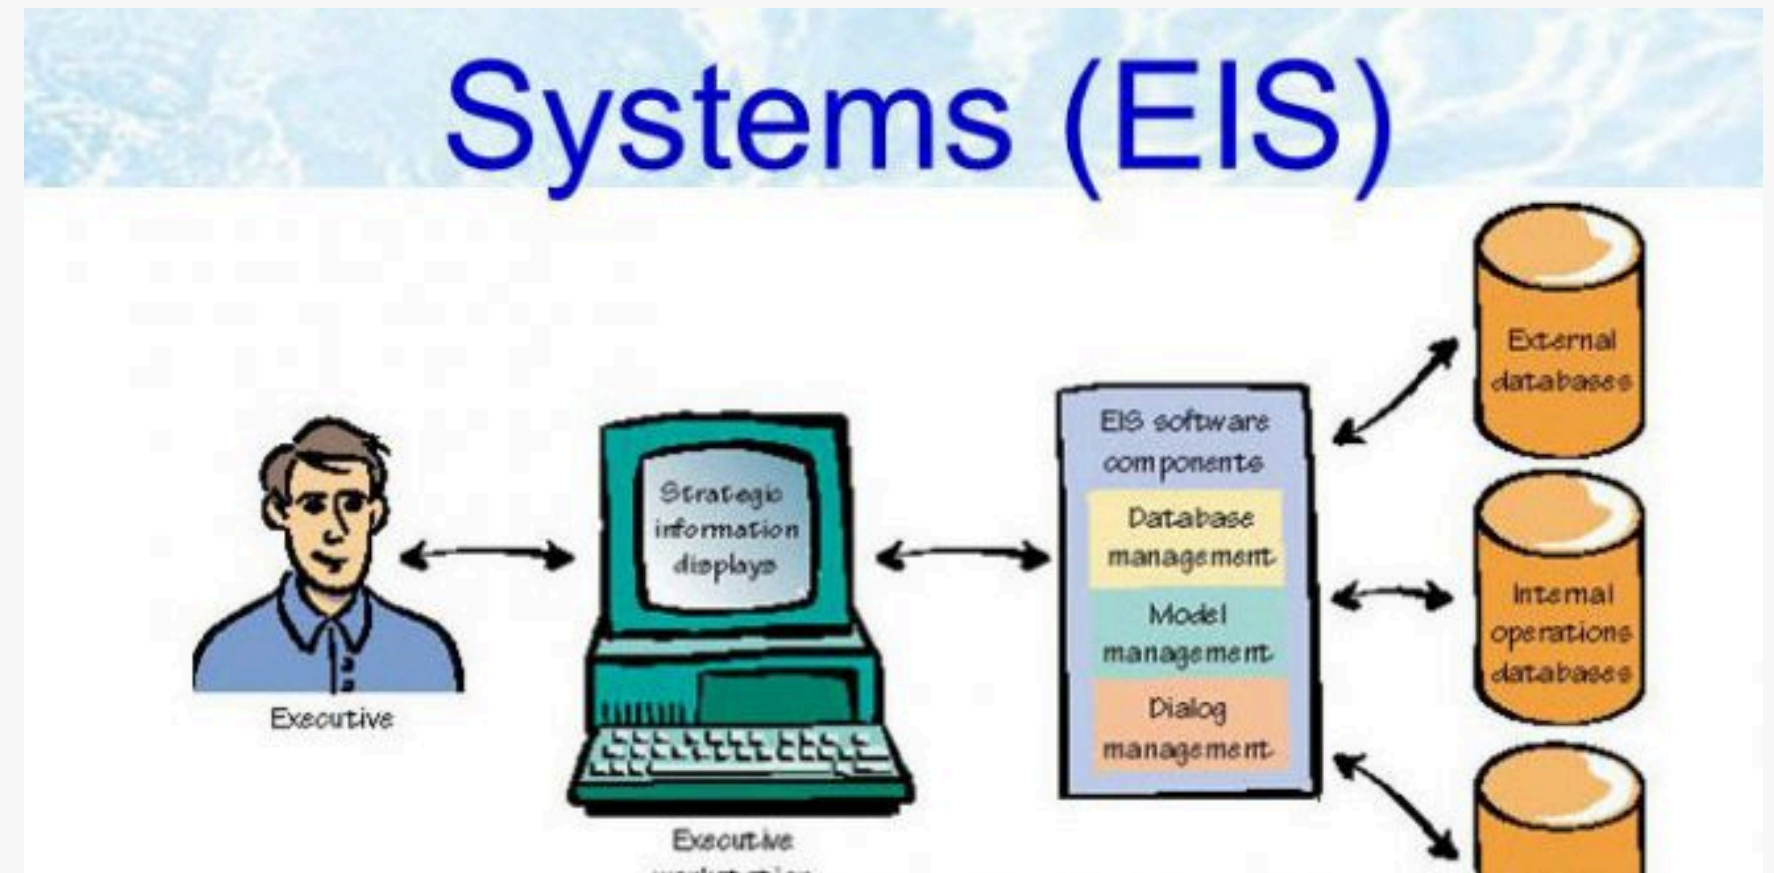 Systems (EIS)
External
databases
EIS software
components
Strategic
information
displays
Database
management
Model
management
Internal
operations
databases
Dialog
management
Executive
Executive